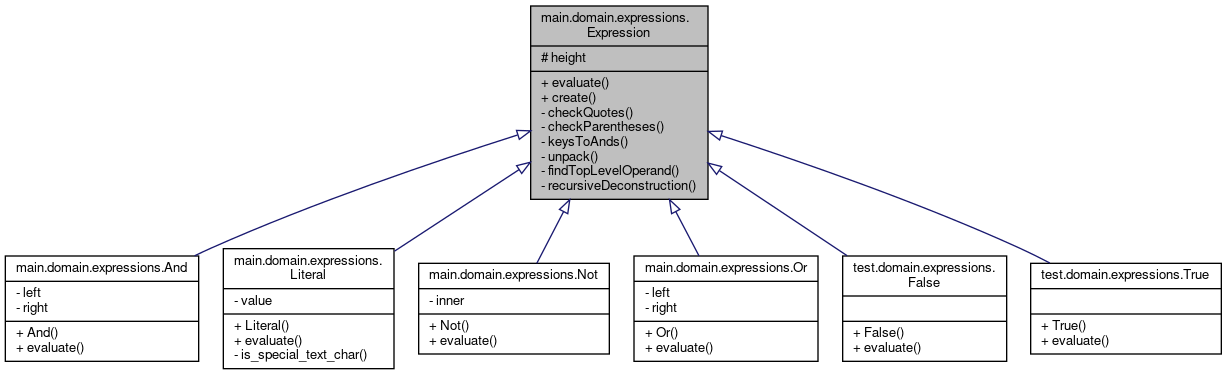 main.domain.expressions.
Expression
# height
+ evaluate()
+ create()
- checkQuotes()
- checkParentheses()
- keysToAnds()
- unpack()
- findTopLevelOperand()
- recursiveDeconstruction()
main.domain.expressions.And
- left
- right
+ And()
+ evaluate()
main.domain.expressions.
Literal
- value
+ Literal()
+ evaluate()
- is_special_text_char()
main.domain.expressions.Not
- inner
+ Not()
+ evaluate()
main.domain.expressions.Or
- left
- right
+ Or()
+ evaluate()
test.domain.expressions.
False
+ False()
+ evaluate()
test.domain.expressions.True
+ True()
+ evaluate()